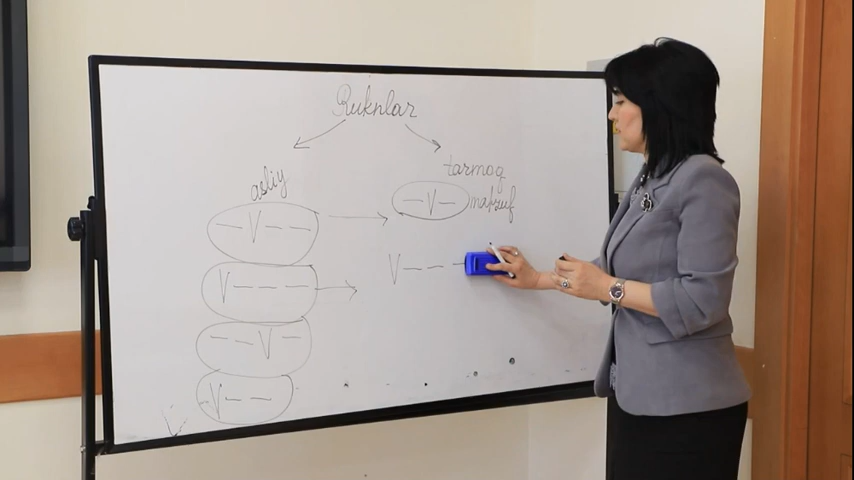 Ruknlar
asliy
tarmoq
— V — —
— V —
mahzuf
V — — —
V — — —
— — V —
V — —